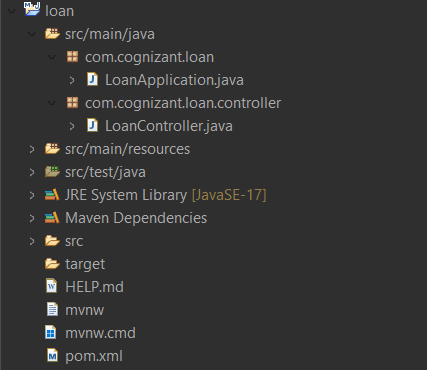 loan
src/main/java
com.cognizant.loan
LoanApplication.java
com.cognizant.loan.controller
LoanController.java
src/main/resources
src/test/java
JRE System Library [JavaSE-17]
Maven Dependencies
src
target
HELP.md
mvnw
mvnw.cmd
pom.xml